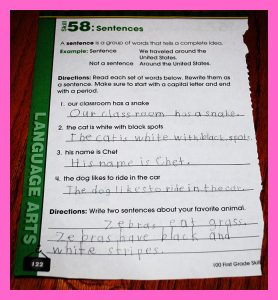 Skill
58: Sentences
A sentence is a group of words that tells a complete idea.
Example: Sentence We traveled around the
United States.
Not a sentence Around the United States.
Directions: Read each set of words below. Rewrite them as
a sentence. Make sure to start with a capital letter and end
with a period.
1. our classroom has a snake
Our classroom has a snake.
2. the cat is white with black spots
The cat is white with black spots.
3. his name is Chet
His name is Chet.
4. the dog likes to ride in the car
The dog likes to ride in the car.
Directions: Write two sentences about your favorite animal.
Zebras eat grass.
Zebras have black and
white stripes.
LANGUAGE ARTS
122
100 First Grade Skills